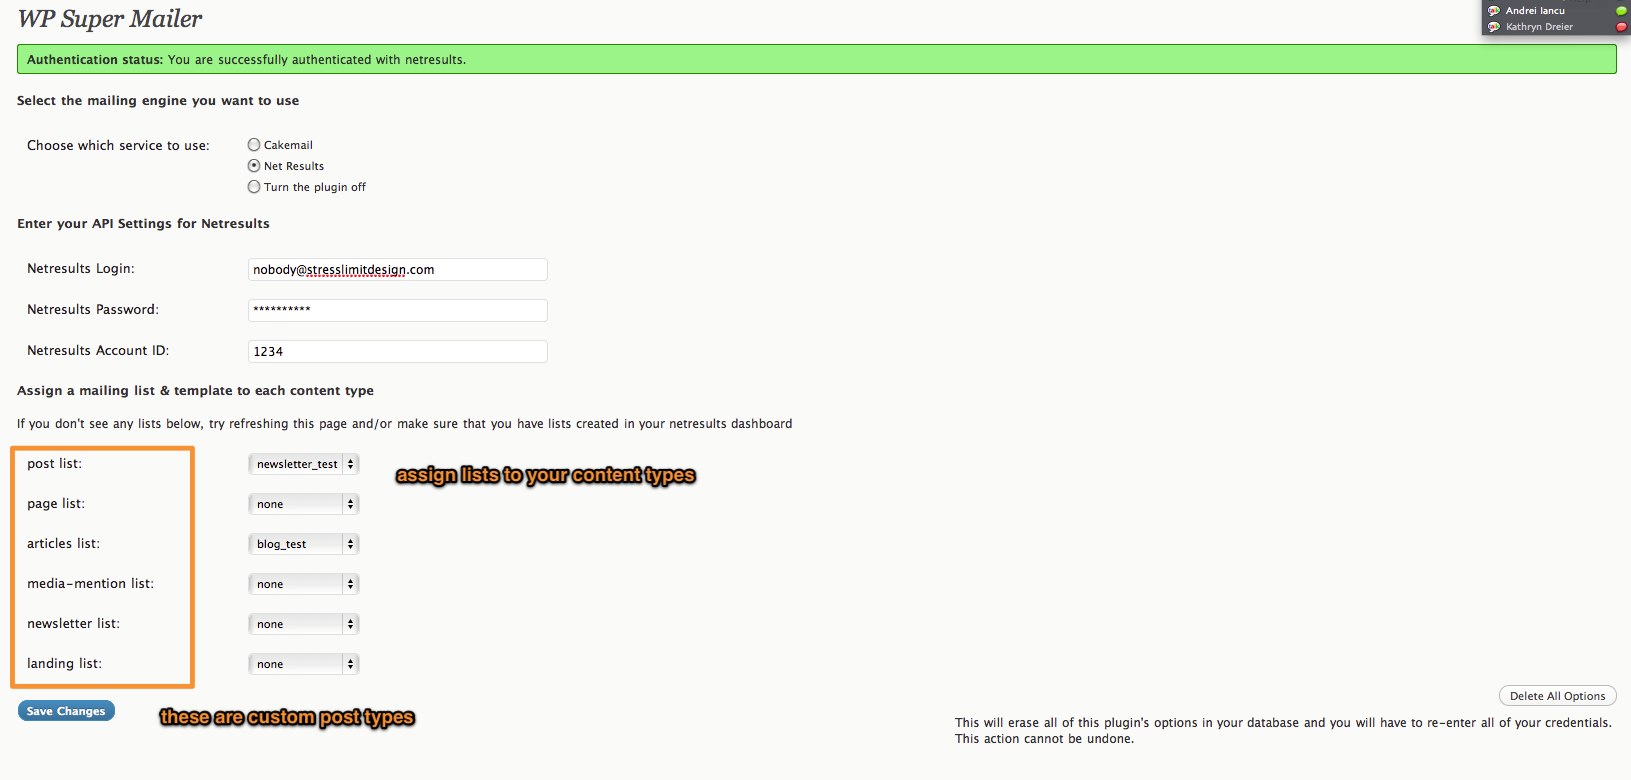 WP Super Mailer
Andrei Iancu
Kathryn Dreier
Authentication status: You are successfully authenticated with netresults.
Select the mailing engine you want to use
Choose which service to use:
Cakemail
Net Results
Turn the plugin off
Enter your API Settings for Netresults
Netresults Login: nobody@stresslimitdesign.com
Netresults Password: **********
Netresults Account ID: 1234
Assign a mailing list & template to each content type
If you don't see any lists below, try refreshing this page and/or make sure that you have lists created in your netresults dashboard
post list: newsletter_test
assign lists to your content types
page list: none
articles list: blog_test
media-mention list: none
newsletter list: none
landing list: none
Delete All Options
Save Changes
these are custom post types
This will erase all of this plugin's options in your database and you will have to re-enter all of your credentials.
This action cannot be undone.